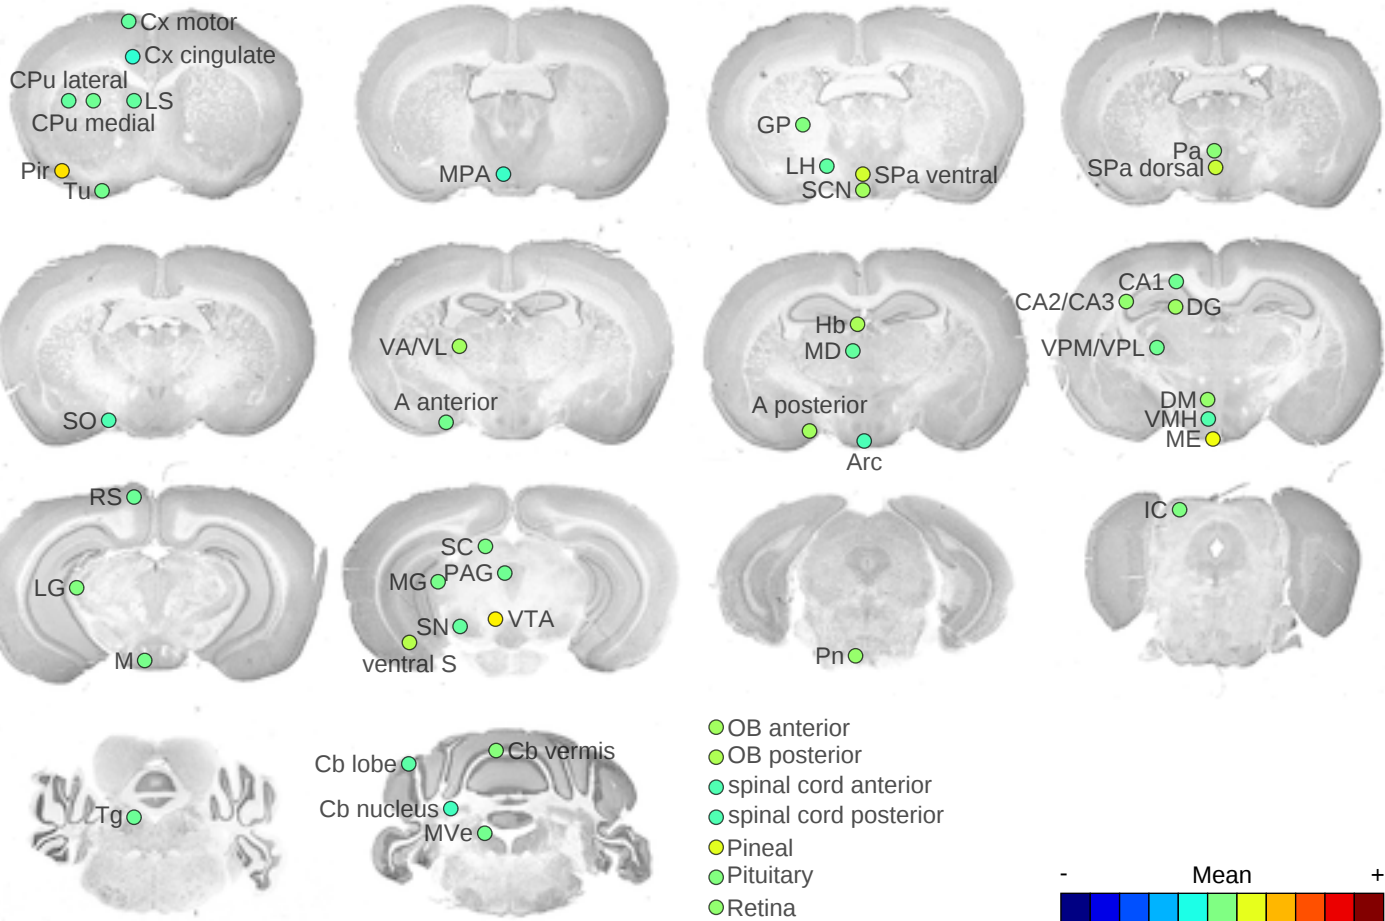 Cx motor
Cx cingulate
CPu lateral
LS
CPu medial
Pir
Tu
MPA
GP
LH
SPa ventral
SCN
Pa
SPa dorsal
SO
VA/VL
A anterior
Hb
MD
A posterior
Arc
CA1
CA2/CA3
DG
VPM/VPL
DM
VMH
ME
RS
LG
M
SC
MG
PAG
SN
VTA
ventral S
Pn
IC
Tg
Cb lobe
Cb vermis
Cb nucleus
MVe
OB anterior
OB posterior
spinal cord anterior
spinal cord posterior
Pineal
Pituitary
Retina
- Mean +